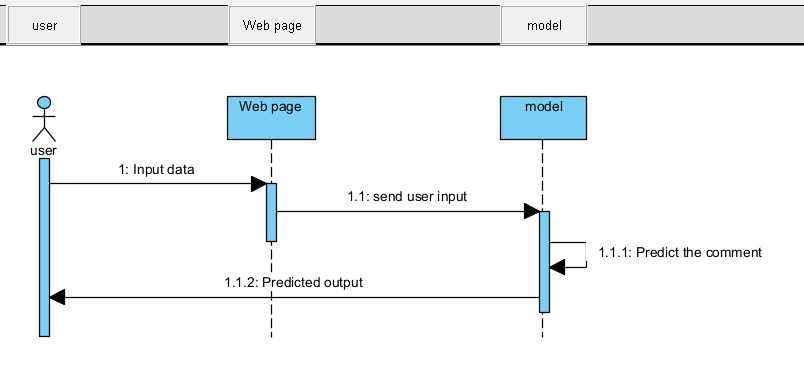 user
Web page
model
Web page
model
user
1: Input data
1.1: send user input
1.1.1: Predict the comment
1.1.2: Predicted output